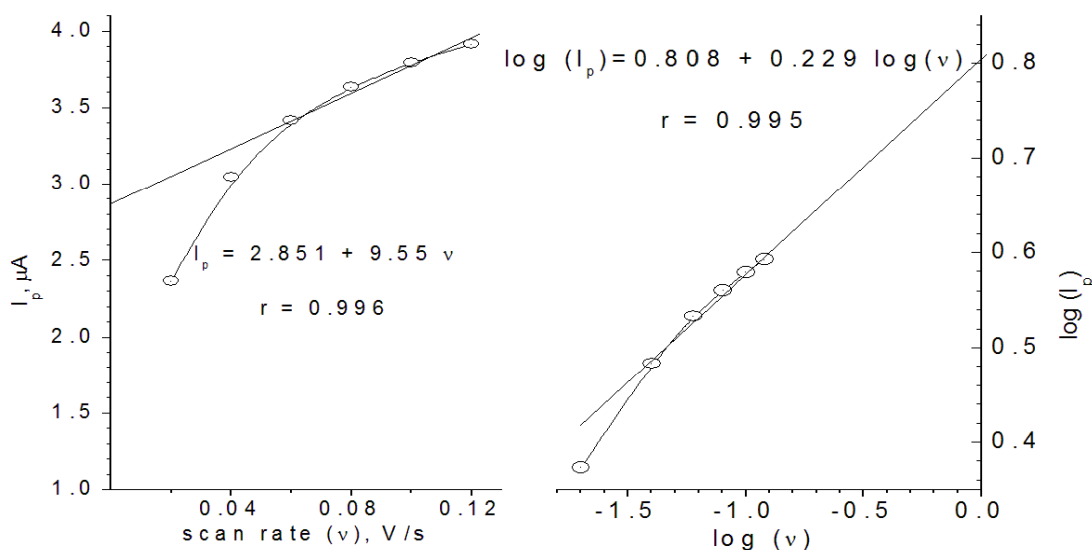 4.0
3.5
3.0
2.5
2.0
1.5
1.0
I_p, µA
I_p = 2.851 + 9.55 ν
r = 0.996
0.04 0.08 0.12
scan rate (ν), V/s
log (I_p)=0.808 + 0.229 log(ν)
r = 0.995
0.8
0.7
0.6
0.5
0.4
log (I_p)
-1.5 -1.0 -0.5 0.0
log (ν)